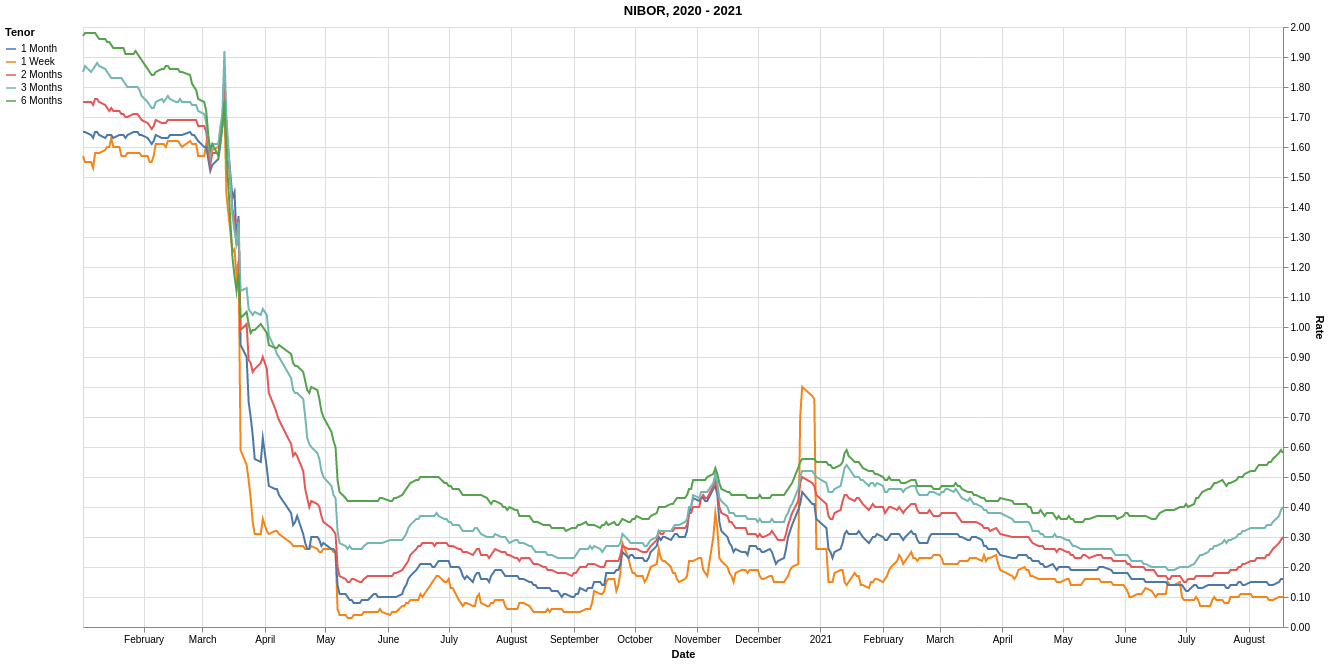 NIBOR, 2020 - 2021
Tenor
1 Month
1 Week
2 Months
3 Months
6 Months
2.00
1.90
1.80
1.70
1.60
1.50
1.40
1.30
1.20
1.10
1.00
0.90
0.80
0.70
0.60
0.50
0.40
0.30
0.20
0.10
0.00
Rate
February March April May June July August September October November December 2021 February March April May June July August
Date